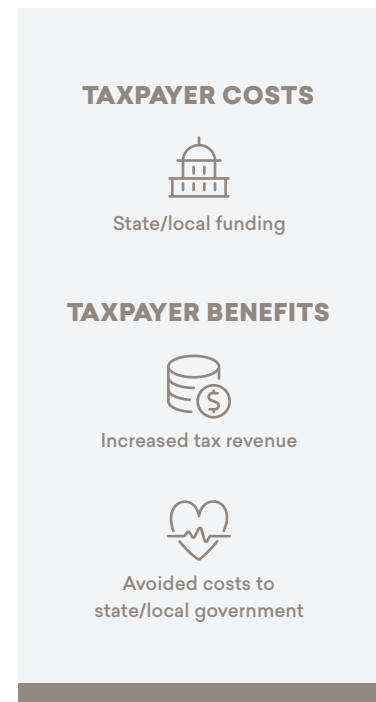 TAXPAYER COSTS
State/local funding
TAXPAYER BENEFITS
$
Increased tax revenue
Avoided costs to
state/local government